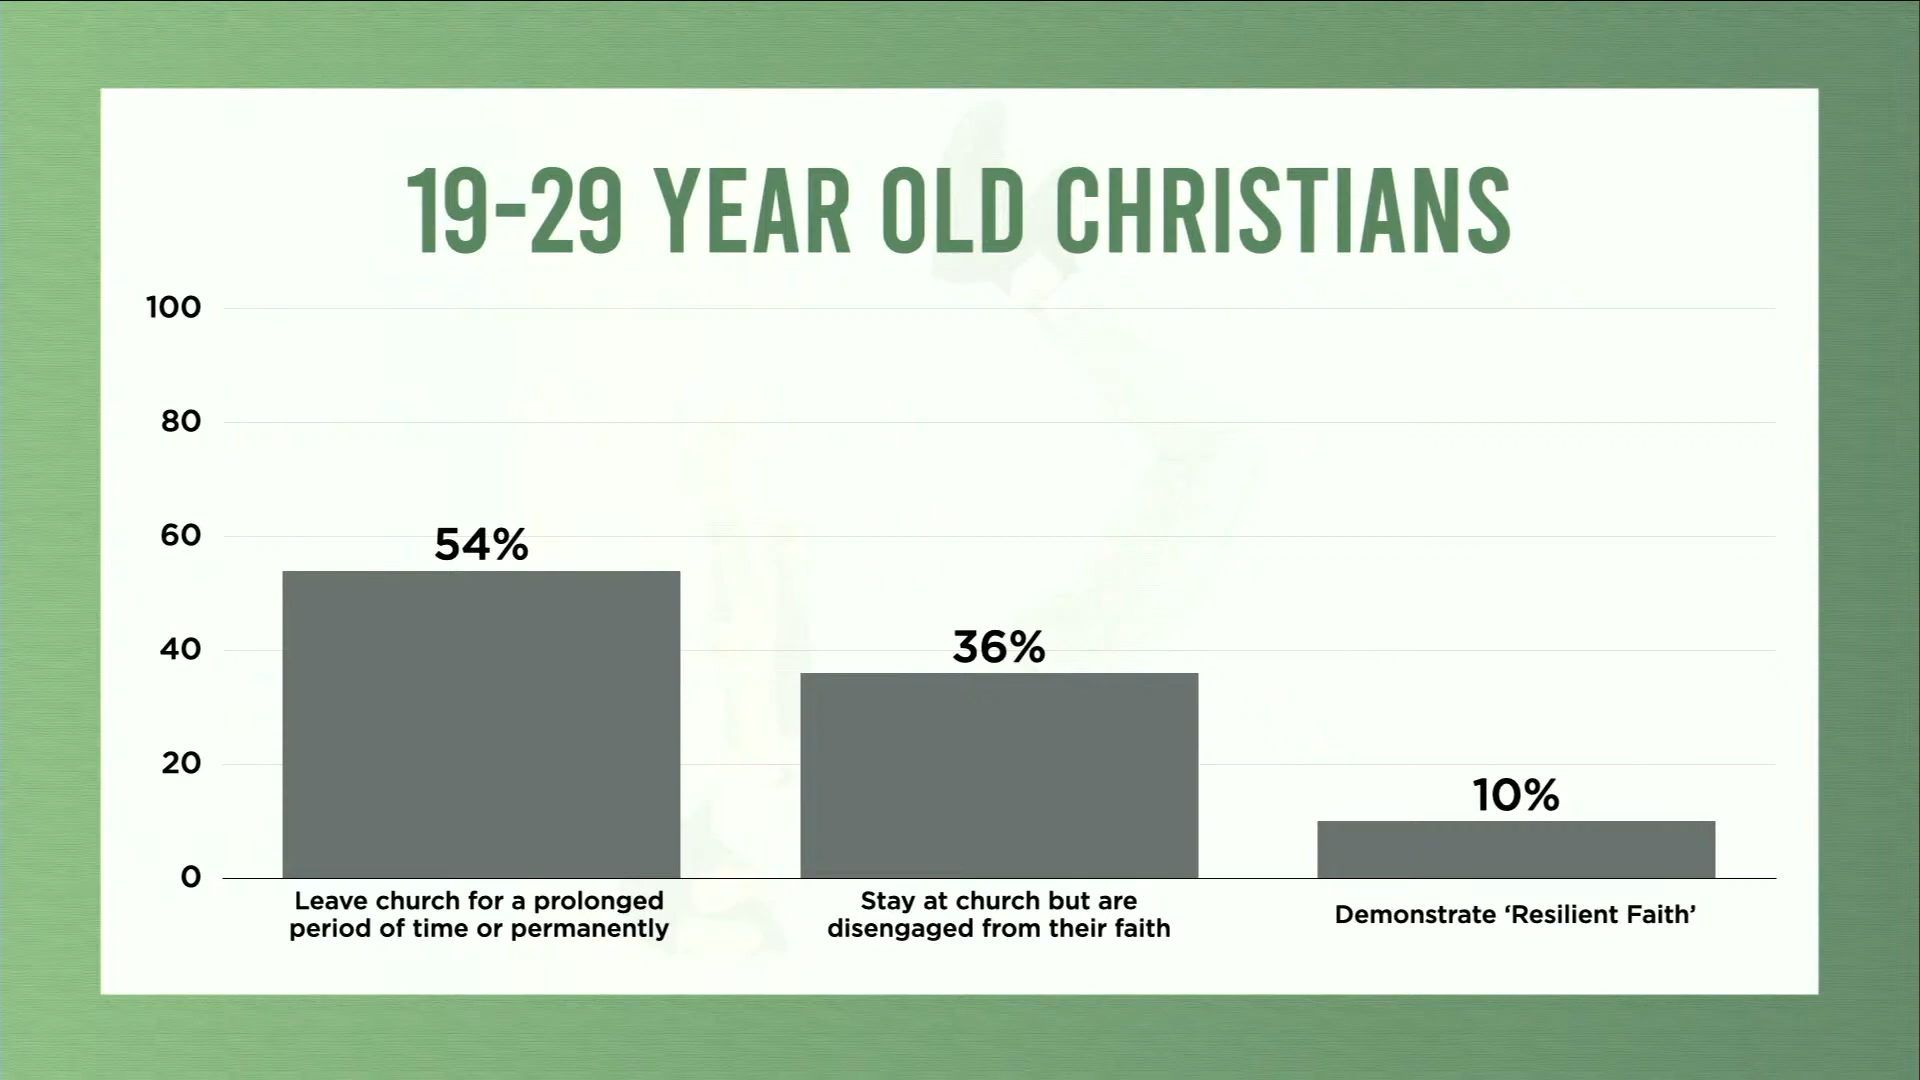 19-29 YEAR OLD CHRISTIANS
100
80
60
40
20
0
54%
36%
10%
Leave church for a prolonged
period of time or permanently
Stay at church but are
disengaged from their faith
Demonstrate ‘Resilient Faith’